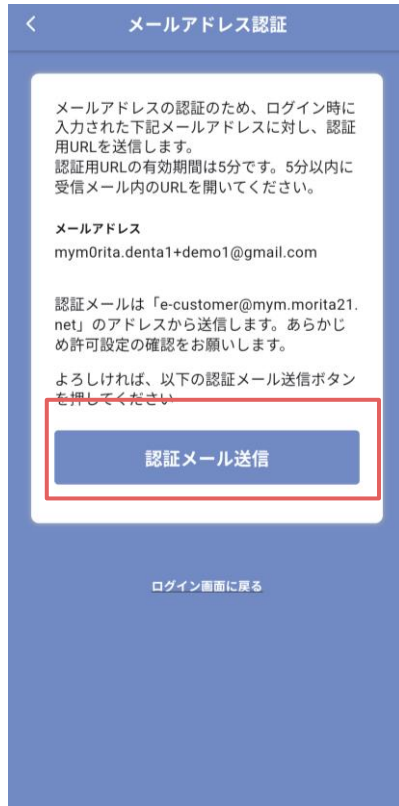 メールアドレス認証
メールアドレスの認証のため、ログイン時に
入力された下記メールアドレスに対し、認証
用URLを送信します。
認証用URLの有効期間は5分です。5分以内に
受信メール内のURLを開いてください。
メールアドレス
mym0rita.denta1+demo1@gmail.com
認証メールは「e-customer@mym.morita21.
net」のアドレスから送信します。あらかじ
め許可設定の確認をお願いします。
よろしければ、以下の認証メール送信ボタン
を押してください
認証メール送信
ログイン画面に戻る